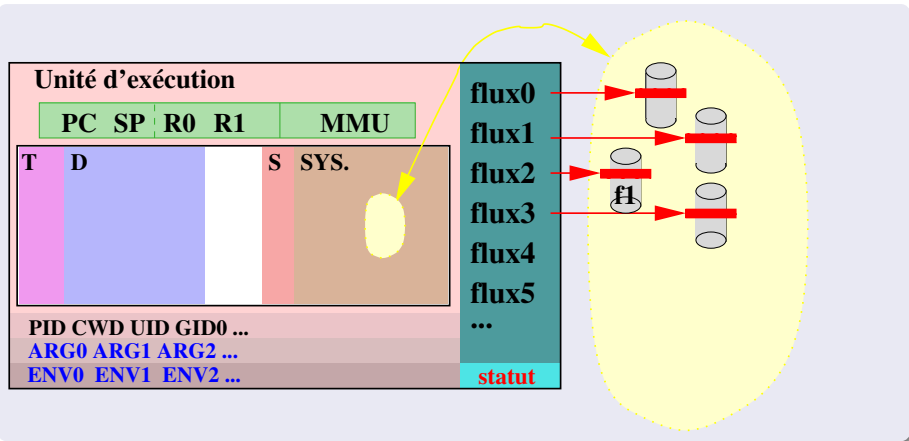 Unité d'exécution
PC SP R0 R1 MMU
T D S SYS.
PID CWD UID GID0 ...
ARG0 ARG1 ARG2 ...
ENV0 ENV1 ENV2 ...
flux0
flux1
flux2
flux3
flux4
flux5
...
statut
f1